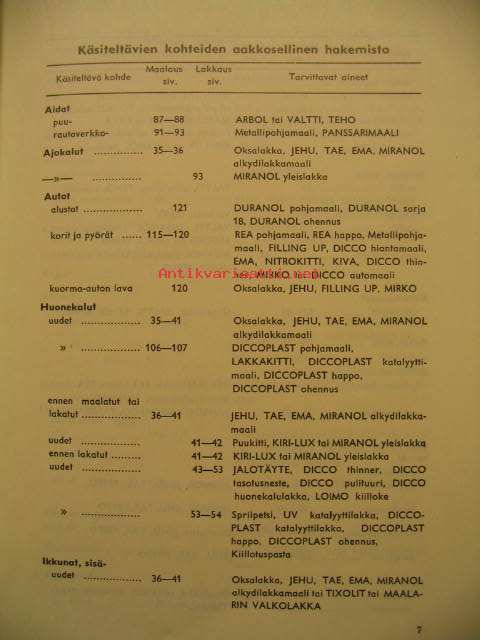 Käsiteltävien kohteiden aakkosellinen hakemisto
Käsiteltävä kohde Maalaus siv. Lakkaus siv. Tarvittavat aineet
Aidat
puu- 87—88 ARBOL tai VALTTI, TEHO
rautaverkko- 91—93 Metallipohjamaali, PANSSARIMAALI
Ajokalut ............... 35—36 Oksalakka, JEHU, TAE, EMA, MIRANOL
alkydilakkamaali
—»— ............... 93 MIRANOL yleislakka
Autot
alustat ................... 121 DURANOL pohjamaali, DURANOL sarja
18, DURANOL ohennus
korit ja pyörät ...... 115—120 REA pohjamaali, REA happo, Metallipohja-
maali, FILLING UP, DICCO hiontamaali,
EMA, NITROKITTI, KIVA, DICCO thin-
ner, MIRKO tai DICCO automaali
Antikvariaatti.net
kuorma-auton lava 120 Oksalakka, JEHU, FILLING UP, MIRKO
Huonekalut
uudet .................. 35—41 Oksalakka, JEHU, TAE, EMA, MIRANOL
alkydilakkamaali
» .................. 106—107 DICCOPLAST pohjamaali,
LAKKAKITTI, DICCOPLAST katalyytti-
maali, DICCOPLAST happo,
DICCOPLAST ohennus
ennen maalatut tai
lakatut .................. 36—41 JEHU, TAE, EMA, MIRANOL alkydilakka-
maali
uudet .................. 41—42 Puukitti, KIRI-LUX tai MIRANOL yleislakka
ennen lakatut ............ 41—42 KIRI-LUX tai MIRANOL yleislakka
uudet .................. 43—53 JALOTÄYTE, DICCO thinner, DICCO
tasotusneste, DICCO pulituuri, DICCO
huonekalulakka, LOIMO kiilloke
» .................. 53—54 Spriipetsi, UV katalyyttilakka, DICCO-
PLAST katalyyttilakka, DICCOPLAST
happo, DICCOPLAST ohennus,
Kiillotuspasta
Ikkunat, sisä-
uudet .................. 36—41 Oksalakka, JEHU, TAE, EMA, MIRANOL
alkydilakkamaali tai TIXOLIT tai MAALA-
RIN VALKOLAKKA
7